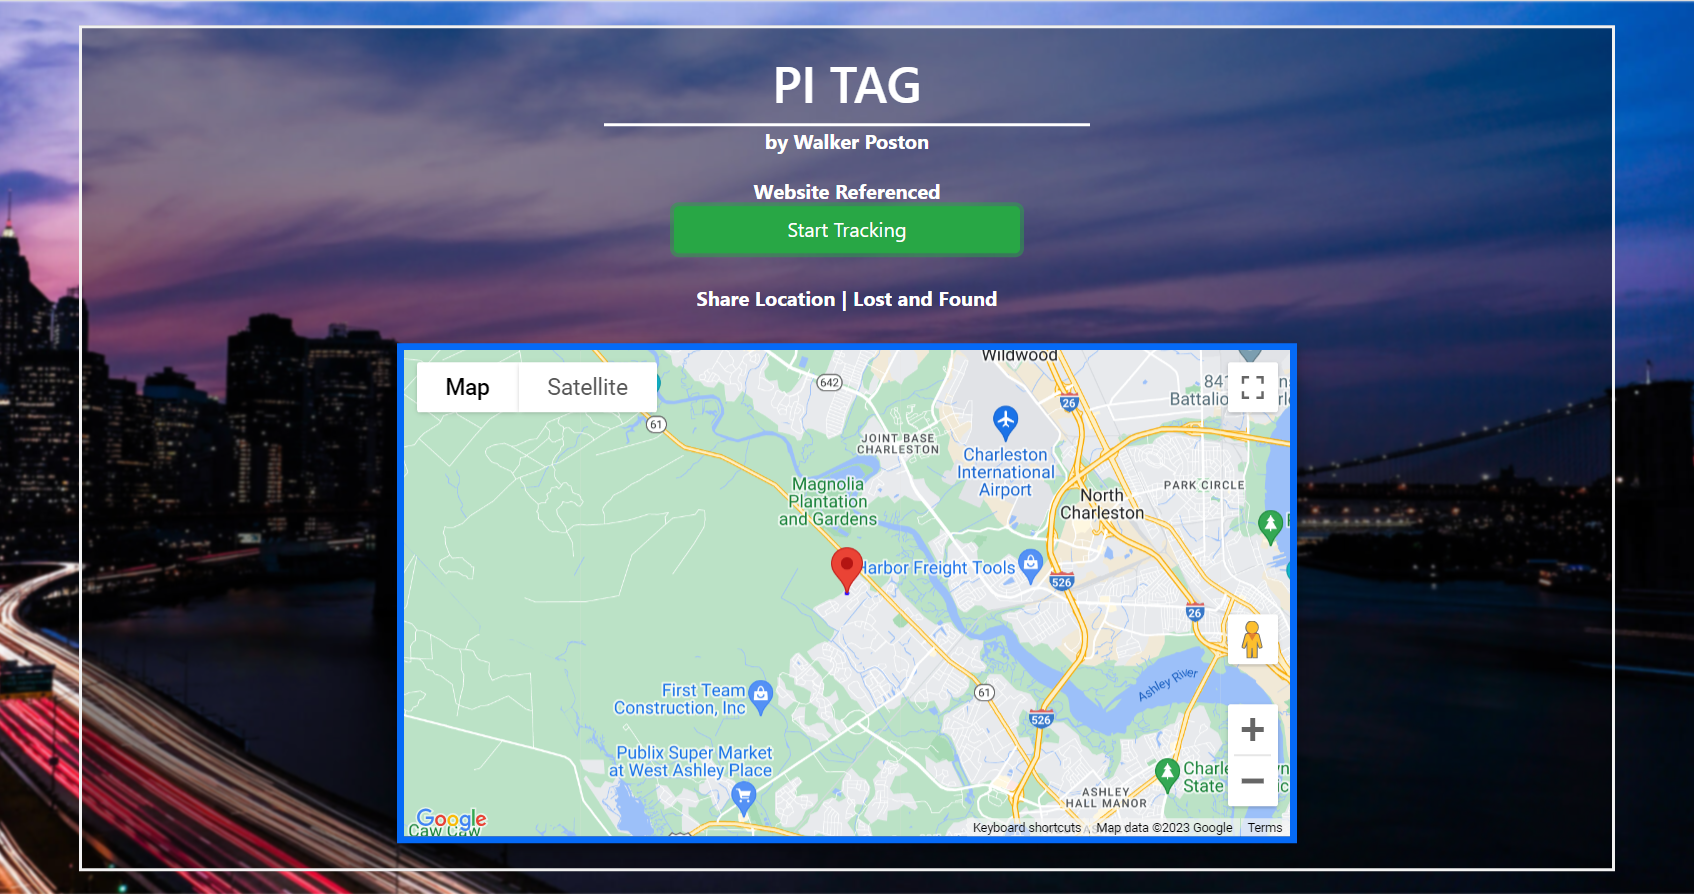 PI TAG
by Walker Poston
Website Referenced
Start Tracking
Share Location | Lost and Found
Map
Satellite
Wildwood
642
26
61
JOINT BASE
CHARLESTON
Charleston
International
Airport
841
Battalio
North
Charleston
PARK CIRCLE
Magnolia
Plantation
and Gardens
Harbor Freight Tools
526
26
Ashley River
First Team
Construction, Inc
61
526
Publix Super Market
at West Ashley Place
ASHLEY
HALL MANOR
Charle
State
Google
Caw Caw
Keyboard shortcuts
Map data ©2023 Google
Terms